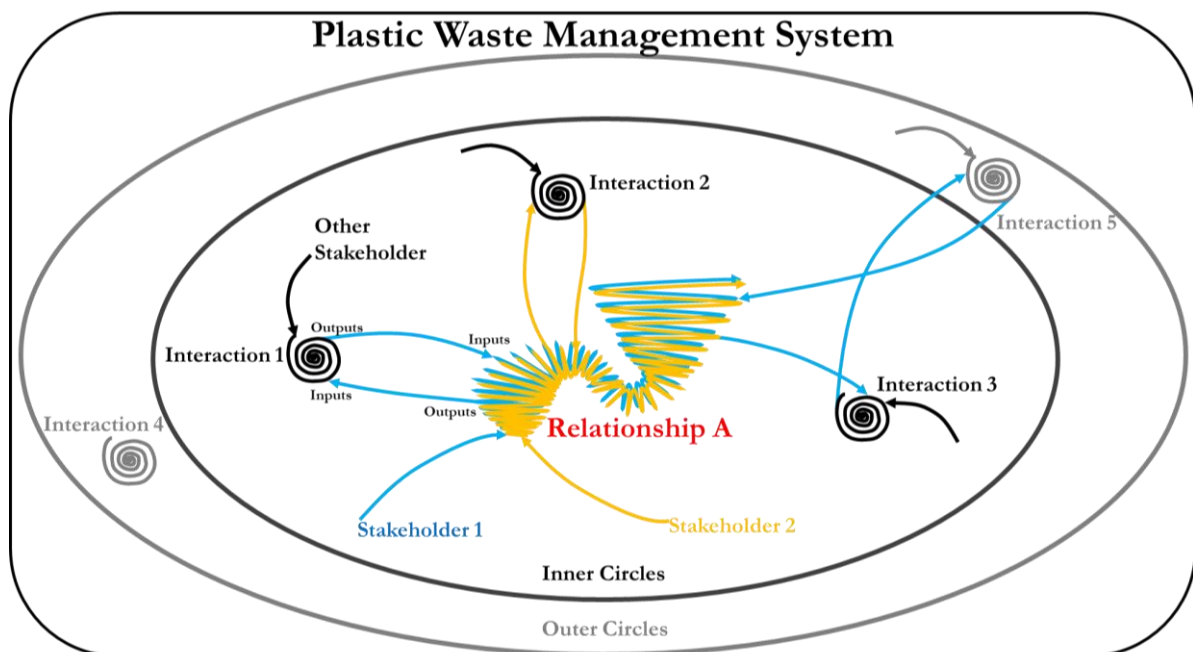 Plastic Waste Management System
Interaction 2
Interaction 5
Other
Stakeholder
Outputs
Inputs
Interaction 1
Inputs
Outputs
Interaction 3
Interaction 4
Relationship A
Stakeholder 1
Stakeholder 2
Inner Circles
Outer Circles